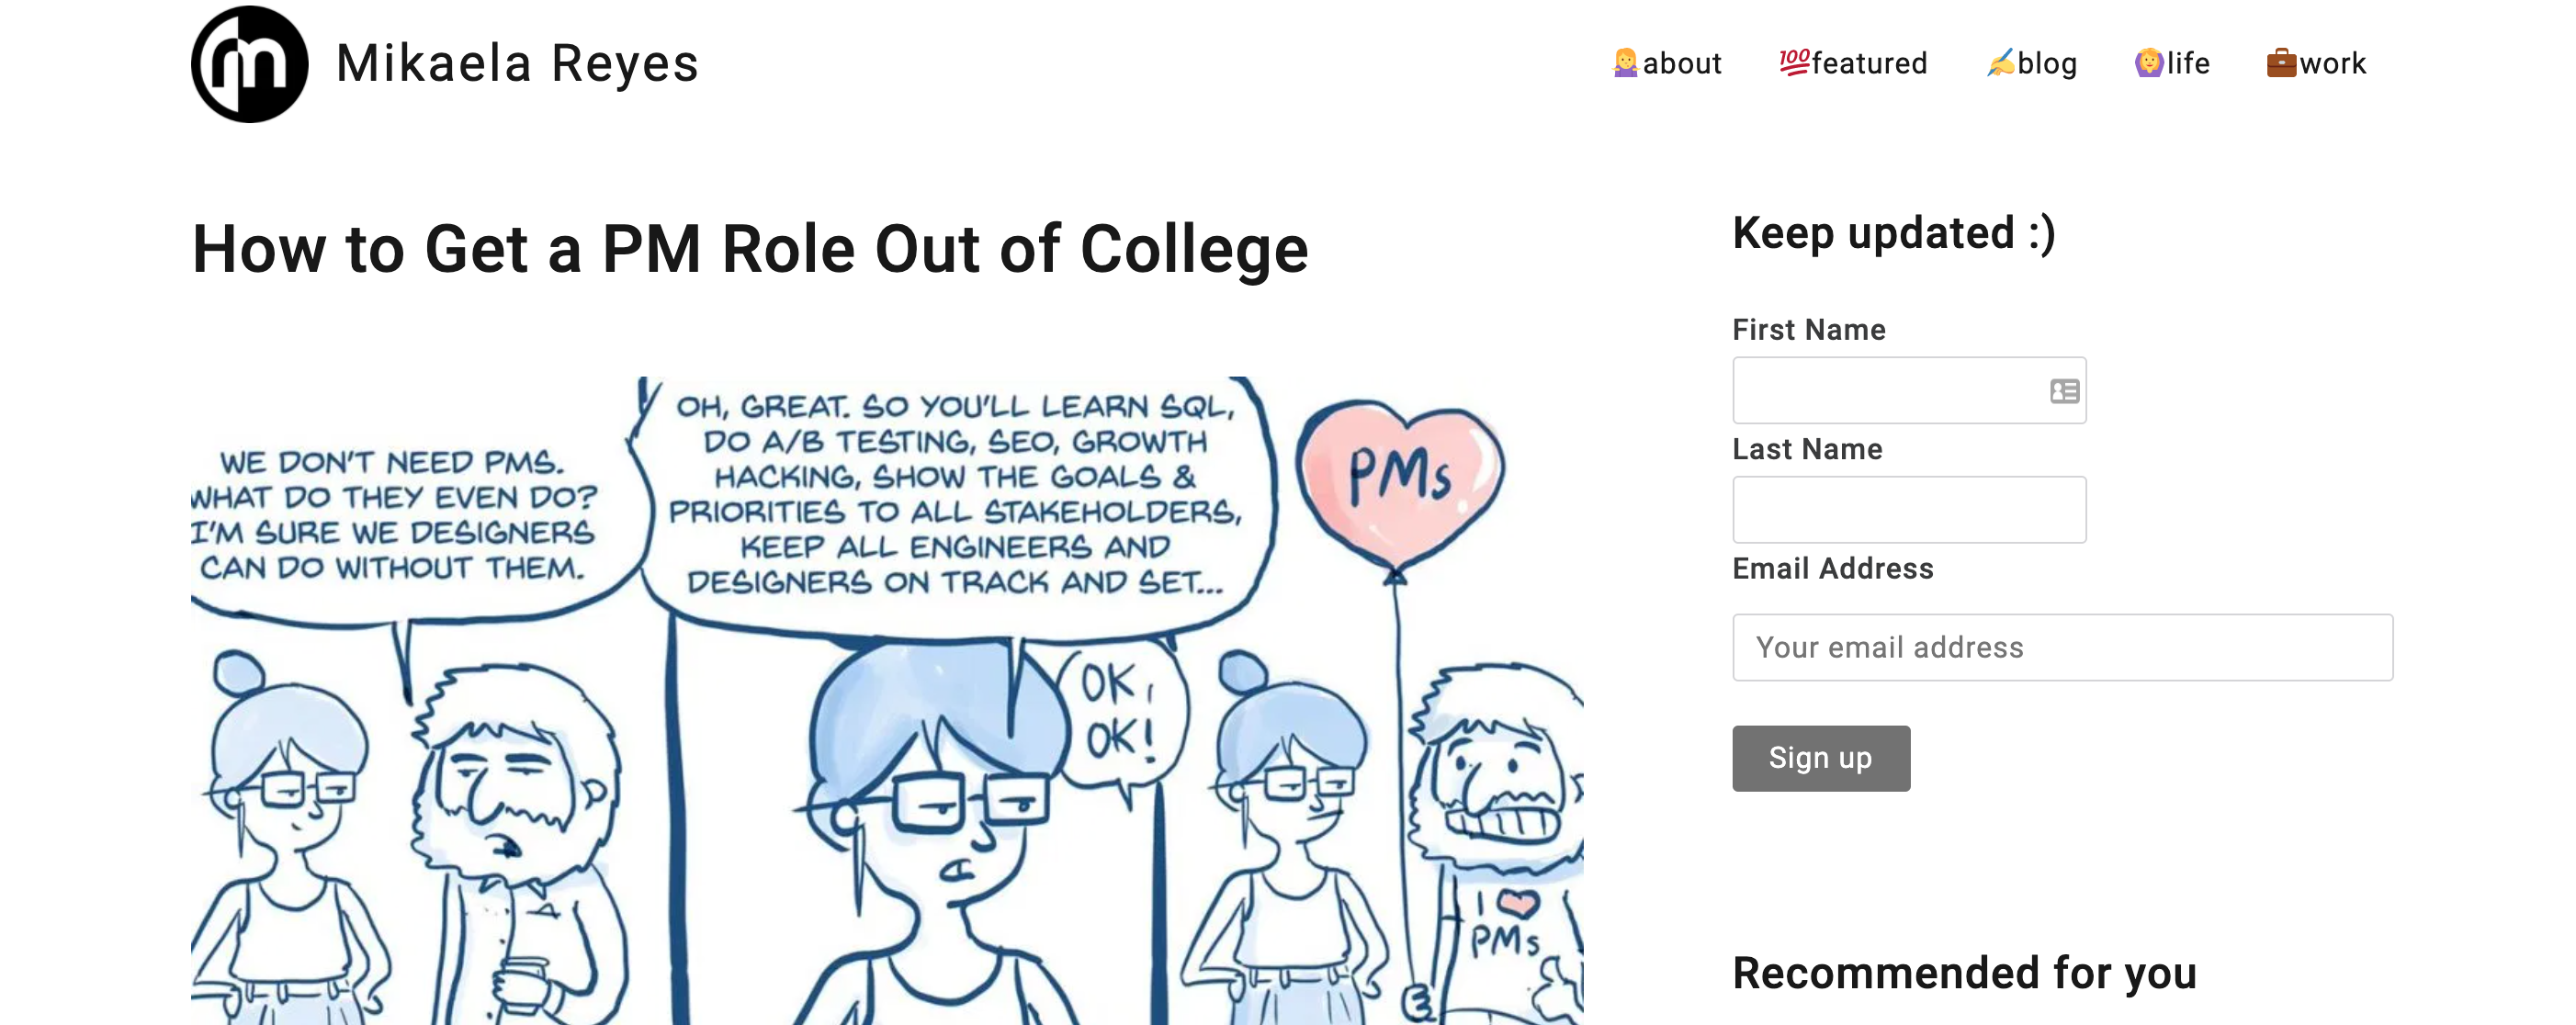 Mikaela Reyes
🤷‍♀️about 💯featured ✍️blog 🙆‍♀️life 💼work
How to Get a PM Role Out of College
WE DON'T NEED PMS.
WHAT DO THEY EVEN DO?
I'M SURE WE DESIGNERS
CAN DO WITHOUT THEM.
OH, GREAT. SO YOU'LL LEARN SQL,
DO A/B TESTING, SEO, GROWTH
HACKING, SHOW THE GOALS &
PRIORITIES TO ALL STAKEHOLDERS,
KEEP ALL ENGINEERS AND
DESIGNERS ON TRACK AND SET...
OK,
OK!
PMs
I ❤
PMs
Keep updated :)
First Name
Last Name
Email Address
Your email address
Sign up
Recommended for you